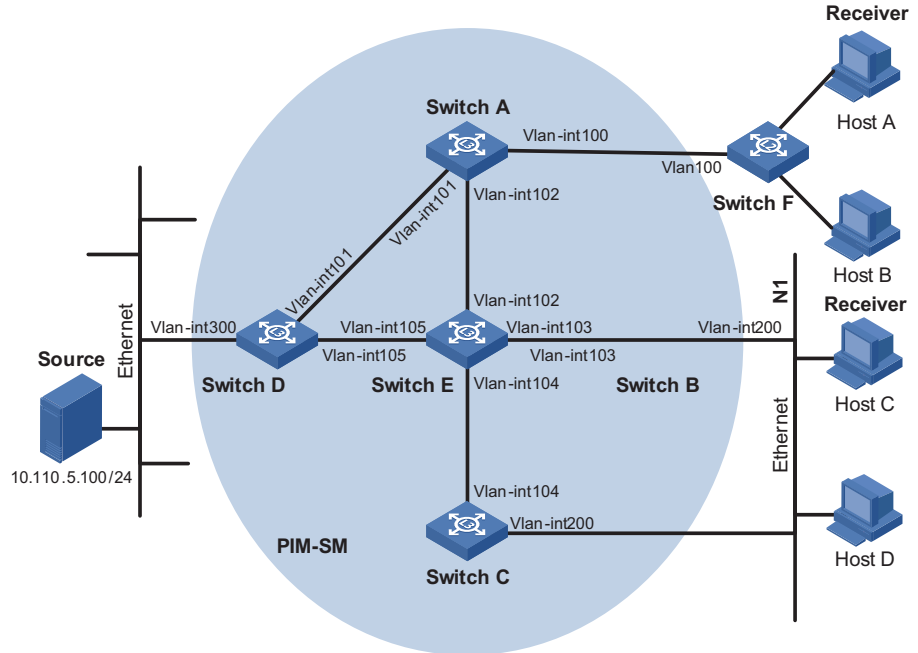 Receiver
Host A
Switch A
Vlan-int100
Vlan100
Switch F
Vlan-int101
Vlan-int102
Host B
Vlan-int101
N1
Receiver
Vlan-int102
Ethernet
Vlan-int300
Vlan-int105
Vlan-int103
Vlan-int200
Source
Vlan-int105
Vlan-int103
Switch D
Switch E
Vlan-int104
Switch B
Host C
Ethernet
10.110.5.100/24
Vlan-int104
Vlan-int200
PIM-SM
Switch C
Host D